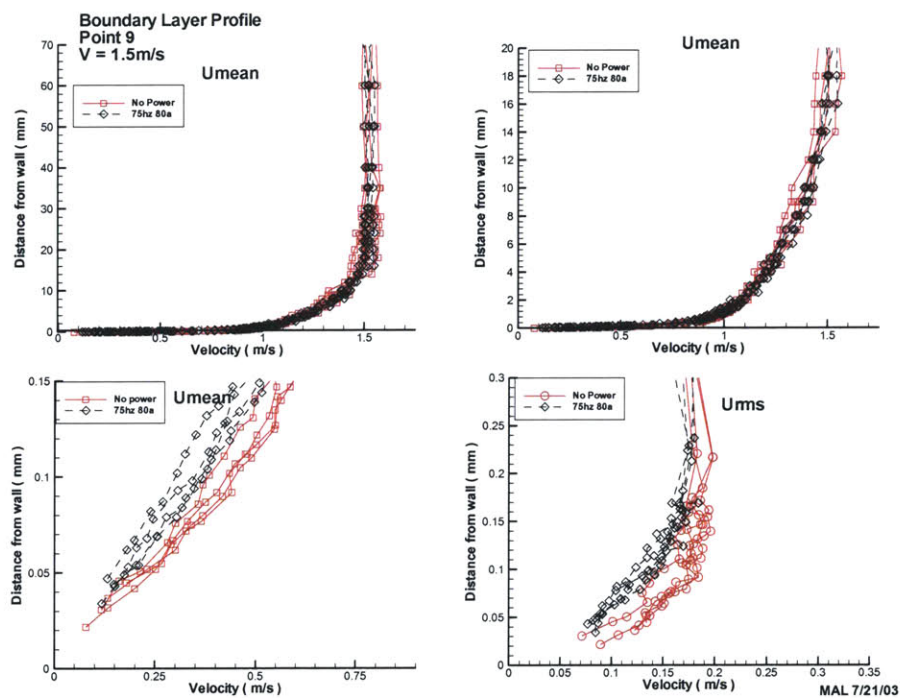 Boundary Layer Profile
Point 9
V = 1.5m/s
Umean
No Power
75hz 80a
Distance from wall ( mm )
70
60
50
40
30
20
10
0
0.5
1
1.5
Velocity ( m/s )
Umean
No Power
75hz 80a
Distance from wall ( mm )
20
18
16
14
12
10
8
6
4
2
0
0.5
1
1.5
Velocity ( m/s )
Umean
No power
75hz 80a
Distance from wall ( mm )
0.15
0.10
0.05
0.00
0
0.25
0.5
0.75
Velocity ( m/s )
Urms
No Power
75hz 80a
Distance from wall ( mm )
0.3
0.25
0.2
0.15
0.1
0.05
0
0
0.05
0.1
0.15
0.2
0.25
0.3
0.35
Velocity ( m/s )
MAL 7/21/03